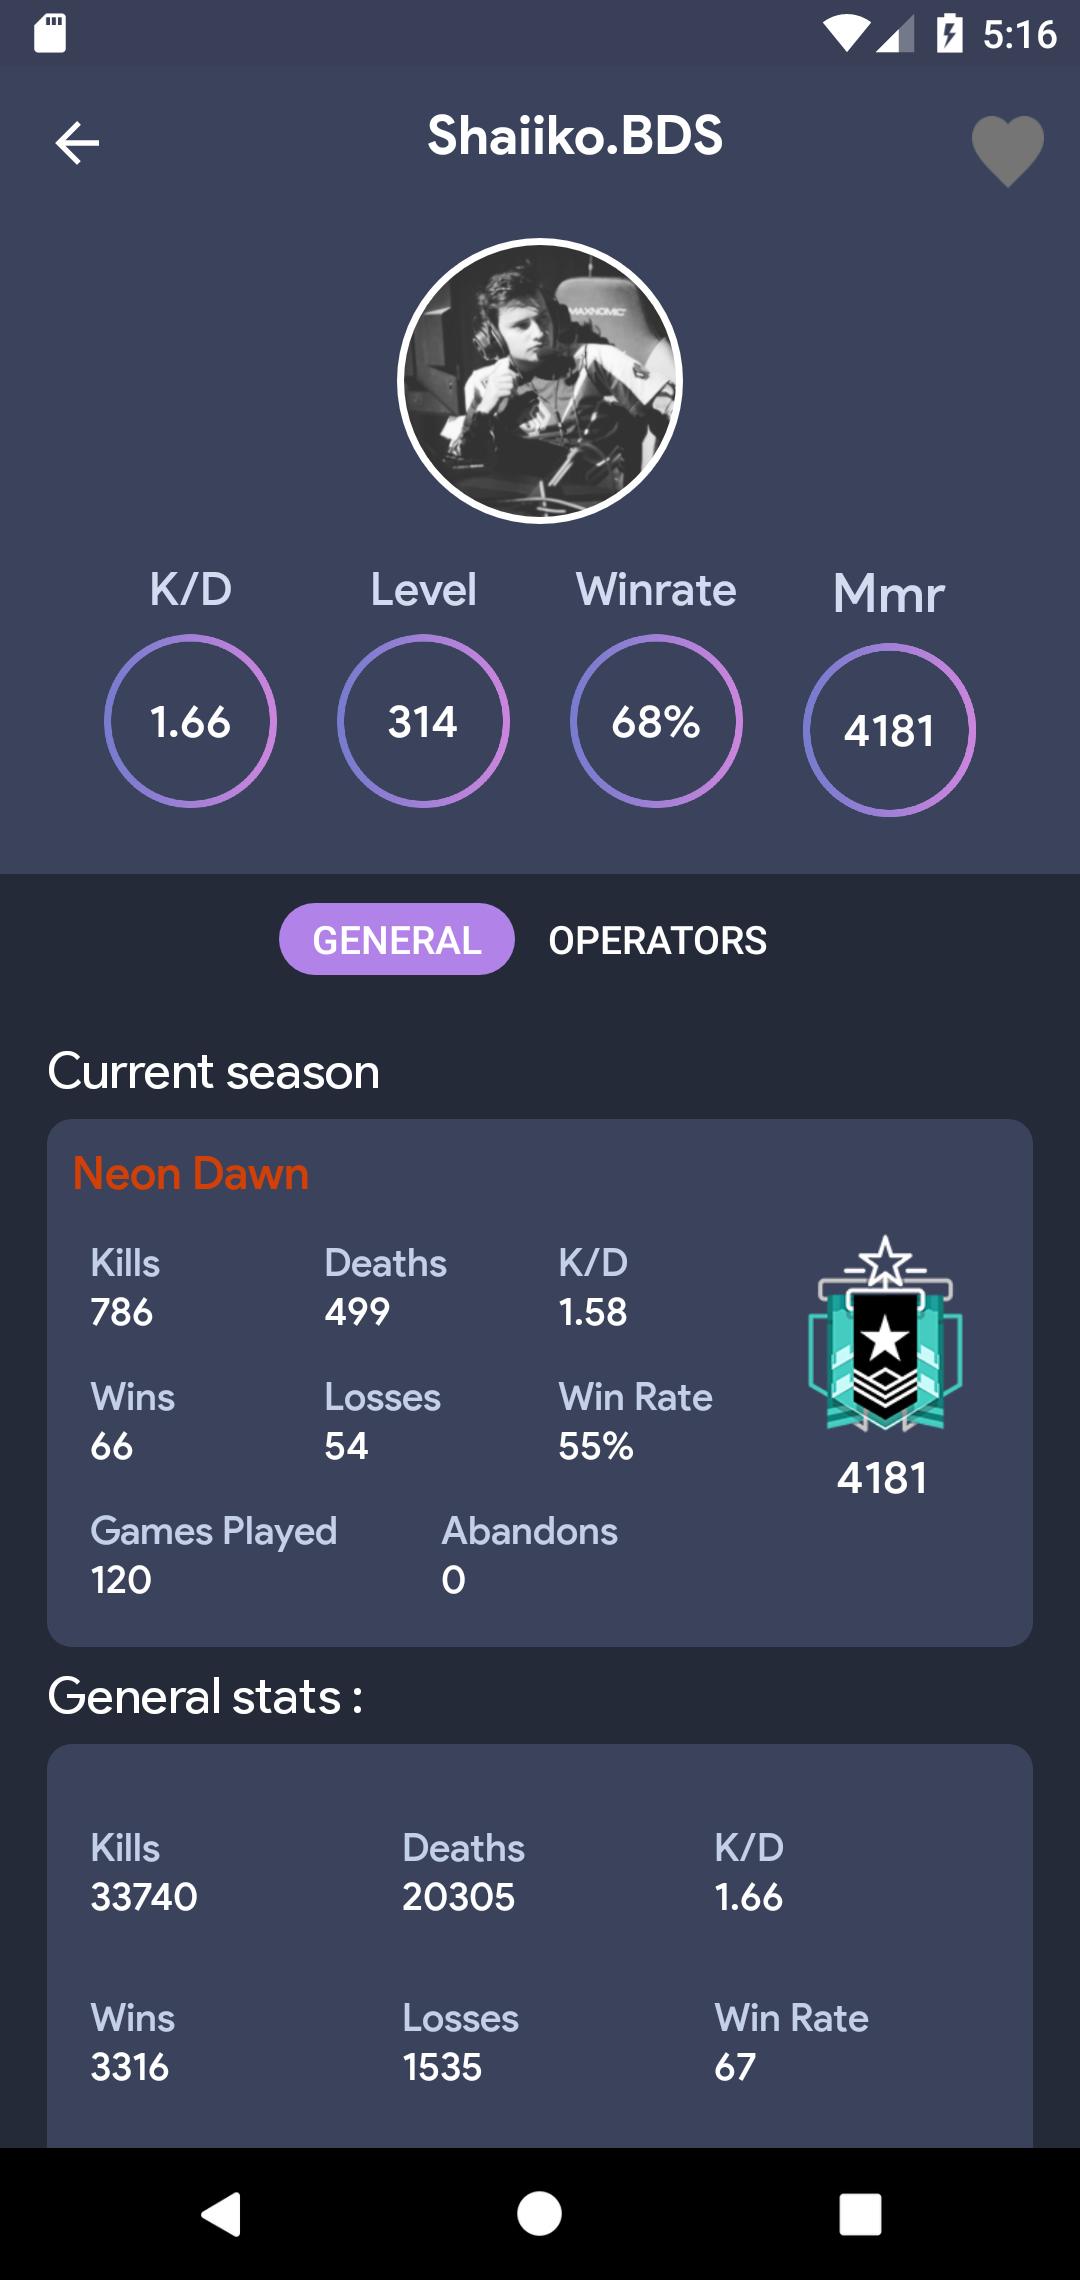 5:16
Shaiiko.BDS
MAXNOMIC
K/D Level Winrate Mmr
1.66 314 68% 4181
GENERAL OPERATORS
Current season
Neon Dawn
Kills Deaths K/D
786 499 1.58
Wins Losses Win Rate
66 54 55%
4181
Games Played Abandons
120 0
General stats :
Kills Deaths K/D
33740 20305 1.66
Wins Losses Win Rate
3316 1535 67